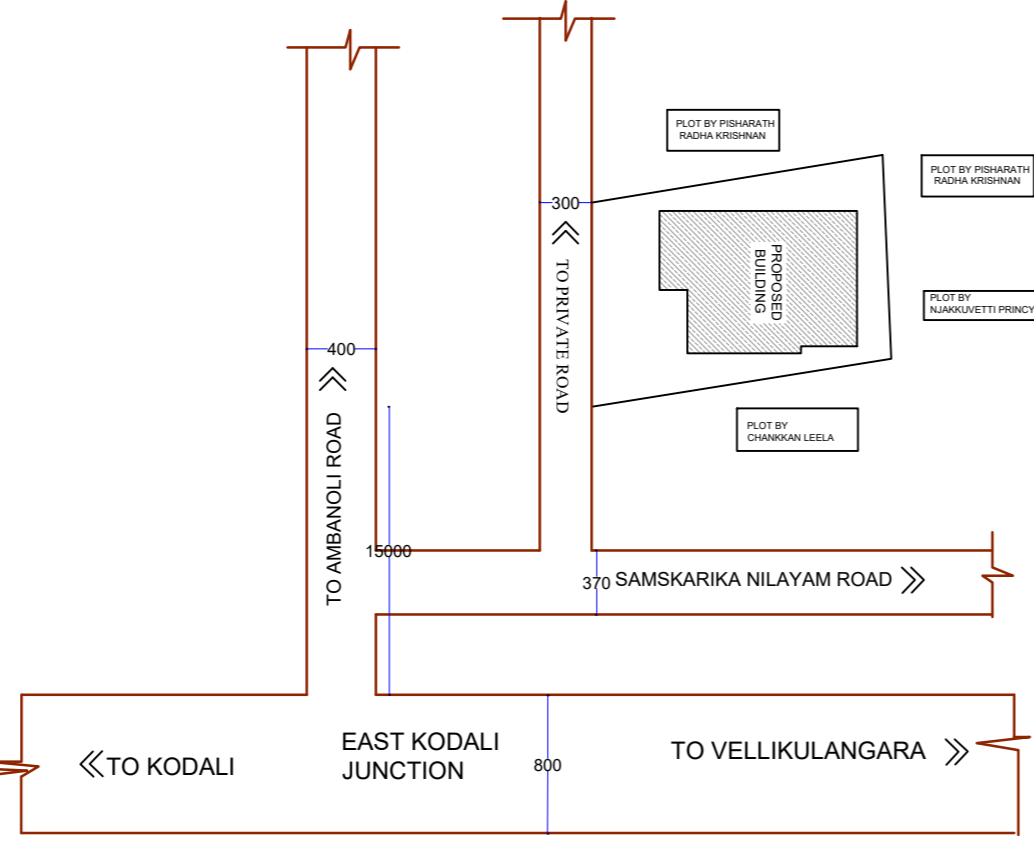 PLOT BY PISHARATH
RADHA KRISHNAN
PLOT BY PISHARATH
RADHA KRISHNAN
300
PROPOSED
BUILDING
TO PRIVATE ROAD
PLOT BY
NJAKKUVETTI PRINCY
400
PLOT BY
CHANKKAN LEELA
TO AMBANOLI ROAD
15000
370
SAMSKARIKA NILAYAM ROAD
TO KODALI
EAST KODALI
JUNCTION
800
TO VELLIKULANGARA